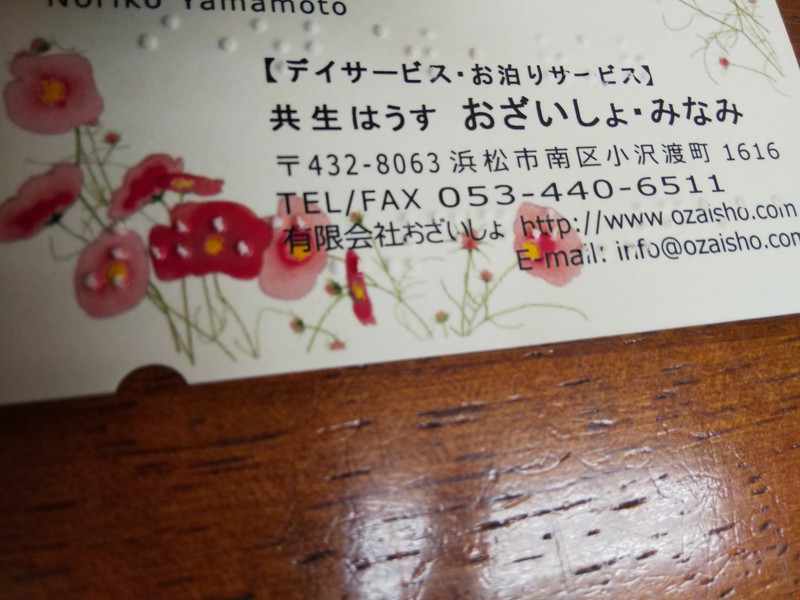 Noriko Yamamoto
【デイサービス・お泊りサービス】
共生はうす おざいしょ・みなみ
〒432-8063 浜松市南区小沢渡町 1616
TEL/FAX 053-440-6511
有限会社おざいしょ http://www.ozaisho.com
E-mail: info@ozaisho.com